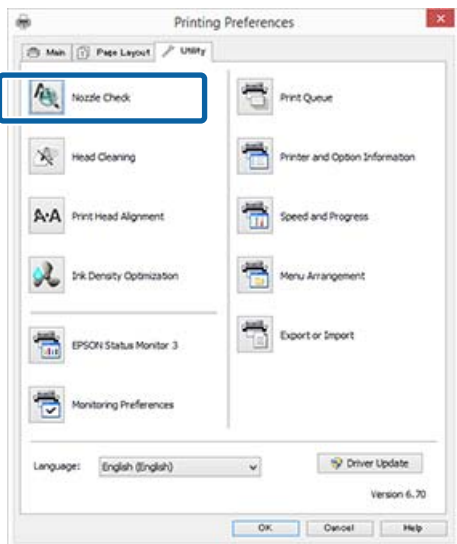 Printing Preferences
Main
Page Layout
Utility
Nozzle Check
Print Queue
Head Cleaning
Printer and Option Information
Print Head Alignment
Speed and Progress
Ink Density Optimization
Menu Arrangement
EPSON Status Monitor 3
Export or Import
Monitoring Preferences
Language:
English (English)
Driver Update
Version 6.70
OK
Cancel
Help